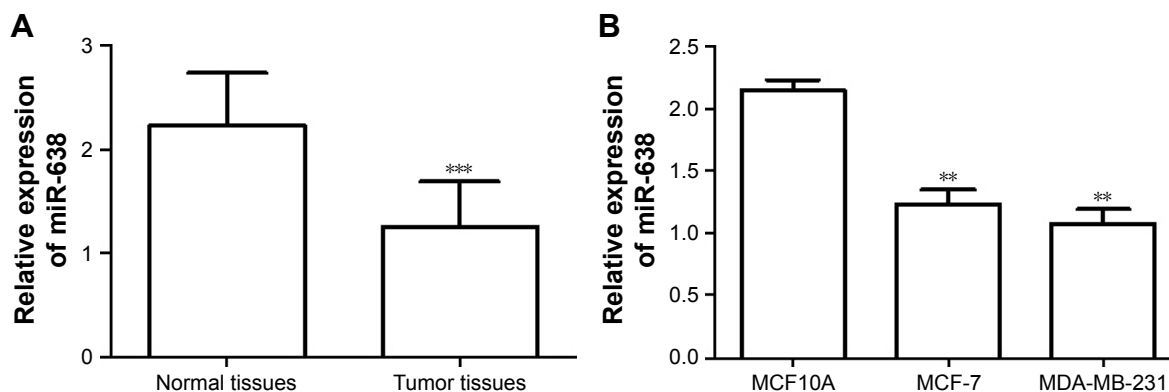 A
Relative expression
of miR-638
3
2
1
0
***
Normal tissues
Tumor tissues
B
Relative expression
of miR-638
2.5
2.0
1.5
1.0
0.5
0.0
**
**
MCF10A
MCF-7
MDA-MB-231